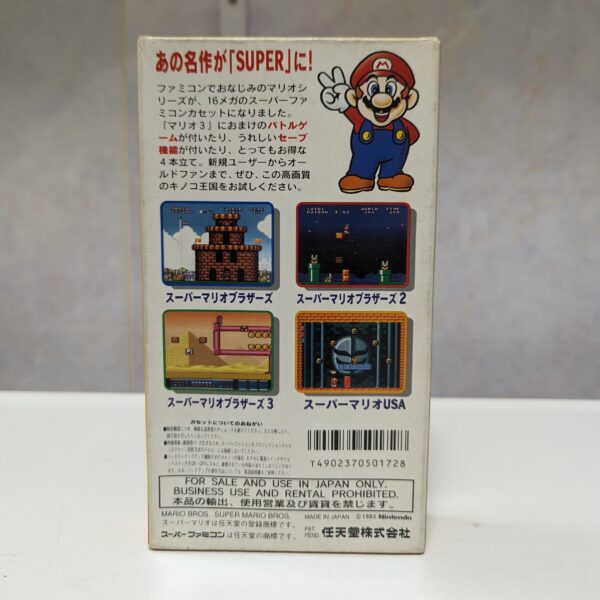 あの名作が「SUPER」に!
ファミコンでおなじみのマリオシ
リーズが、16メガのスーパーファ
ミコンカセットになりました。
『マリオ3』におまけのバトルゲ
ームが付いたり、うれしいセーブ
機能が付いたり、とってもお得な
4本立て。新規ユーザーからオー
ルドファンまで、ぜひ、この高画質
のキノコ王国をお試しください。
スーパーマリオブラザーズ
スーパーマリオブラザーズ2
スーパーマリオブラザーズ3
スーパーマリオUSA
カセットについてのおねがい
T4902370501728
FOR SALE AND USE IN JAPAN ONLY.
BUSINESS USE AND RENTAL PROHIBITED.
本品の輸出、使用営業及び賃貸を禁じます。
MARIO BROS. SUPER MARIO BROS.
スーパーマリオは任天堂の登録商標です。
スーパーファミコンは任天堂の商標です。
MADE IN JAPAN ©1993 Nintendo
PAT. PEND. 任天堂株式会社